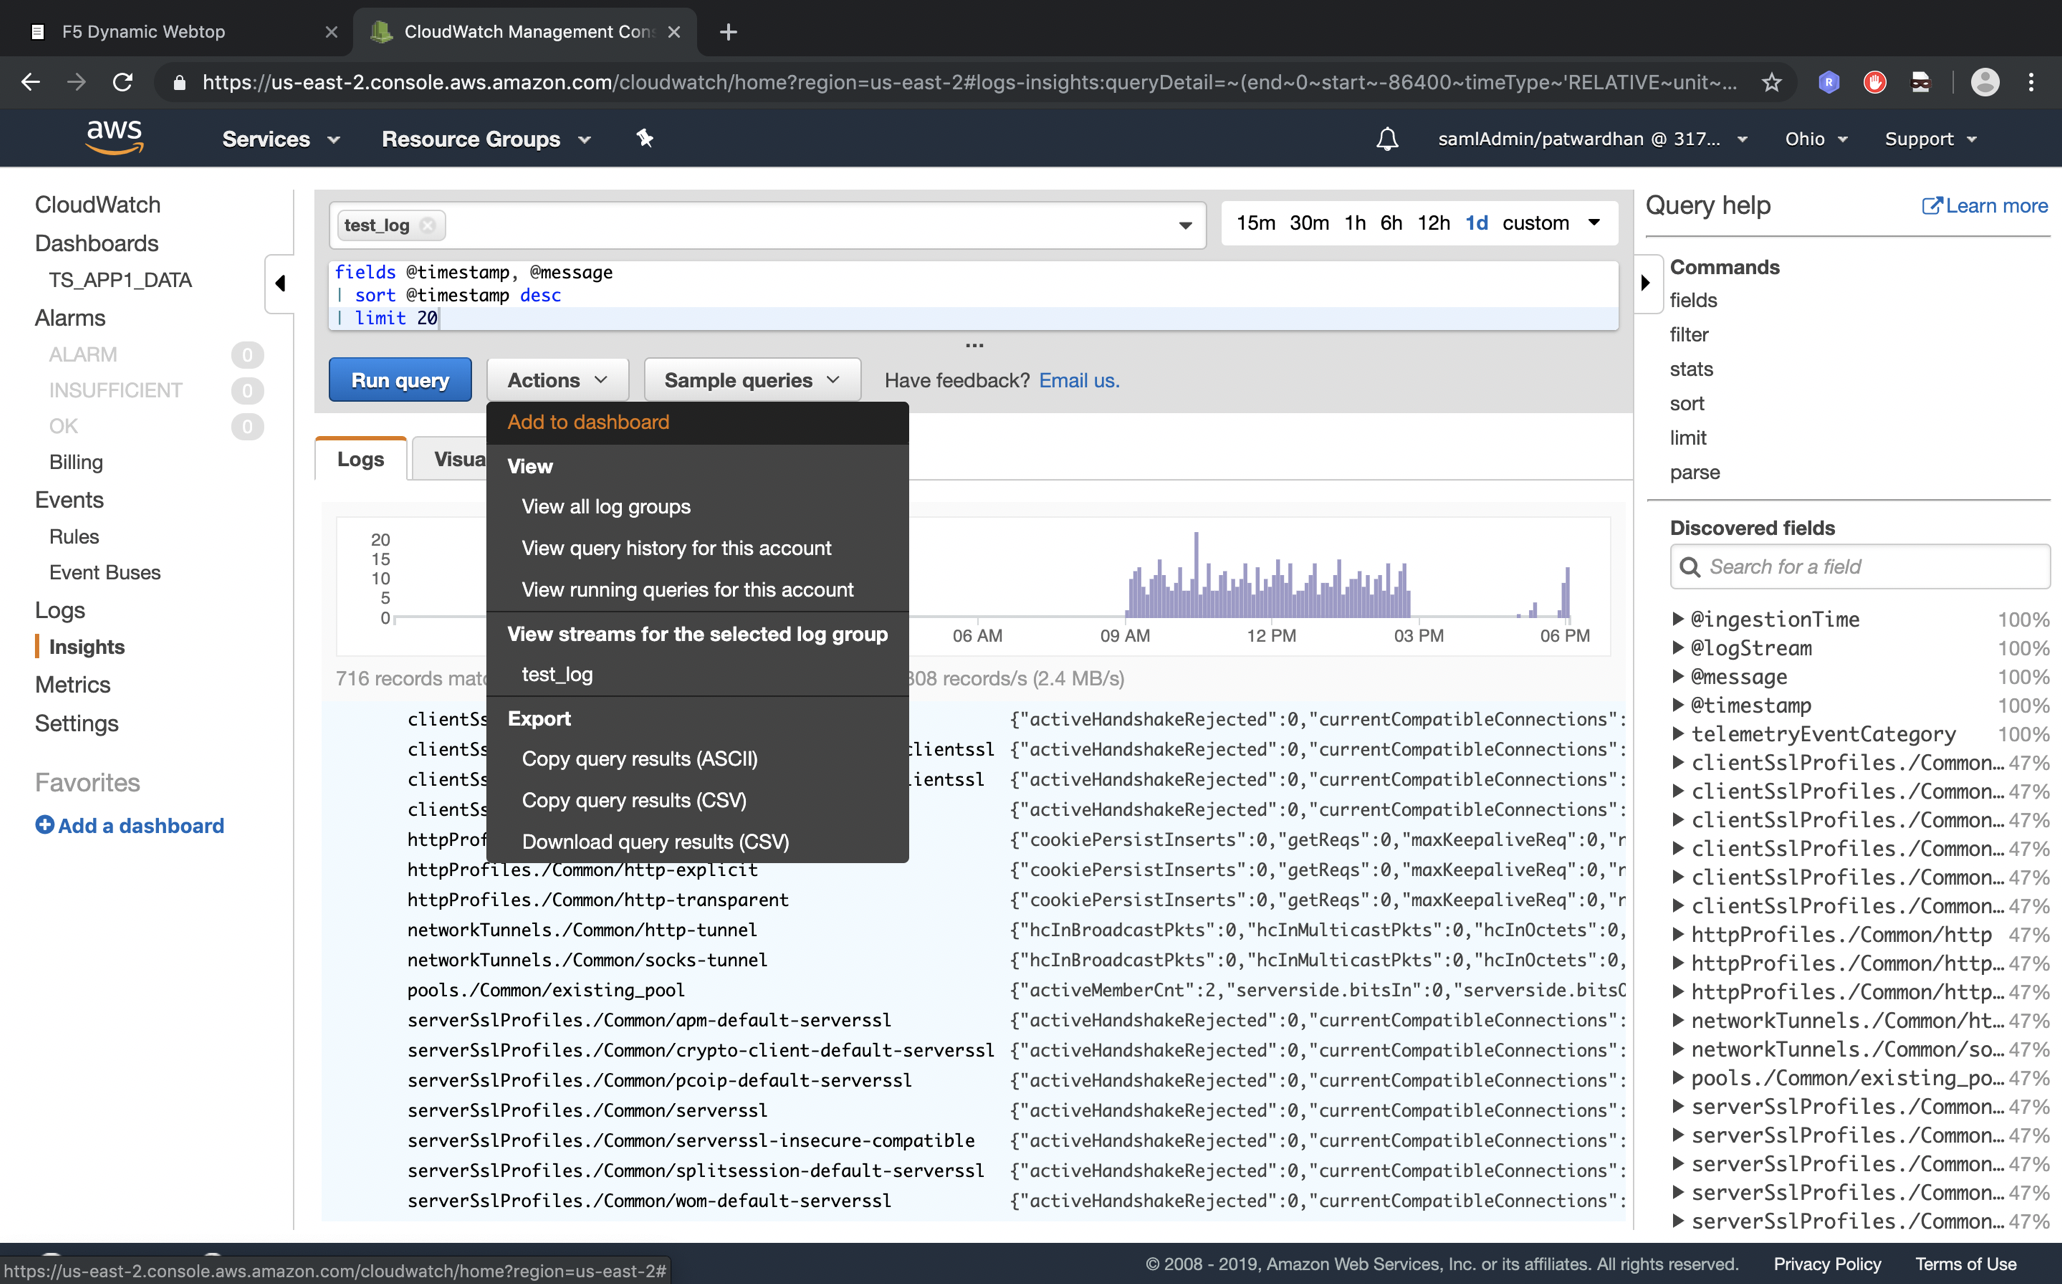 F5 Dynamic Webtop
CloudWatch Management Con
https://us-east-2.console.aws.amazon.com/cloudwatch/home?region=us-east-2#logs-insights:queryDetail=~(end~0~start~-86400~timeType~'RELATIVE~unit~...
R
aws
Services
Resource Groups
samlAdmin/patwardhan @ 317...
Ohio
Support
CloudWatch
Dashboards
TS_APP1_DATA
Alarms
ALARM 0
INSUFFICIENT 0
OK 0
Billing
Events
Rules
Event Buses
Logs
Insights
Metrics
Settings
Favorites
Add a dashboard
test_log
15m 30m 1h 6h 12h 1d custom
fields @timestamp, @message
| sort @timestamp desc
| limit 20
...
Run query
Actions
Sample queries
Have feedback? Email us.
Add to dashboard
View
View all log groups
View query history for this account
View running queries for this account
View streams for the selected log group
test_log
Export
Copy query results (ASCII)
Copy query results (CSV)
Download query results (CSV)
Logs
Visua
20
15
10
5
0
06 AM 09 AM 12 PM 03 PM 06 PM
716 records matc
808 records/s (2.4 MB/s)
clientSs {"activeHandshakeRejected":0,"currentCompatibleConnections":
clientSs clientssl {"activeHandshakeRejected":0,"currentCompatibleConnections":
clientSs ientssl {"activeHandshakeRejected":0,"currentCompatibleConnections":
clientSs {"activeHandshakeRejected":0,"currentCompatibleConnections":
httpProf {"cookiePersistInserts":0,"getReqs":0,"maxKeepaliveReq":0,"r
httpProfiles./Common/http-explicit {"cookiePersistInserts":0,"getReqs":0,"maxKeepaliveReq":0,"r
httpProfiles./Common/http-transparent {"cookiePersistInserts":0,"getReqs":0,"maxKeepaliveReq":0,"r
networkTunnels./Common/http-tunnel {"hcInBroadcastPkts":0,"hcInMulticastPkts":0,"hcInOctets":0,
networkTunnels./Common/socks-tunnel {"hcInBroadcastPkts":0,"hcInMulticastPkts":0,"hcInOctets":0,
pools./Common/existing_pool {"activeMemberCnt":2,"serverside.bitsIn":0,"serverside.bitsO
serverSslProfiles./Common/apm-default-serverssl {"activeHandshakeRejected":0,"currentCompatibleConnections":
serverSslProfiles./Common/crypto-client-default-serverssl {"activeHandshakeRejected":0,"currentCompatibleConnections":
serverSslProfiles./Common/pcoip-default-serverssl {"activeHandshakeRejected":0,"currentCompatibleConnections":
serverSslProfiles./Common/serverssl {"activeHandshakeRejected":0,"currentCompatibleConnections":
serverSslProfiles./Common/serverssl-insecure-compatible {"activeHandshakeRejected":0,"currentCompatibleConnections":
serverSslProfiles./Common/splitsession-default-serverssl {"activeHandshakeRejected":0,"currentCompatibleConnections":
serverSslProfiles./Common/wom-default-serverssl {"activeHandshakeRejected":0,"currentCompatibleConnections":
Query help
Learn more
Commands
fields
filter
stats
sort
limit
parse
Discovered fields
Search for a field
@ingestionTime 100%
@logStream 100%
@message 100%
@timestamp 100%
telemetryEventCategory 100%
clientSslProfiles./Common... 47%
clientSslProfiles./Common... 47%
clientSslProfiles./Common... 47%
clientSslProfiles./Common... 47%
clientSslProfiles./Common... 47%
clientSslProfiles./Common... 47%
httpProfiles./Common/http 47%
httpProfiles./Common/http... 47%
httpProfiles./Common/http... 47%
networkTunnels./Common/ht... 47%
networkTunnels./Common/so... 47%
pools./Common/existing_po... 47%
serverSslProfiles./Common... 47%
serverSslProfiles./Common... 47%
serverSslProfiles./Common... 47%
serverSslProfiles./Common... 47%
serverSslProfiles./Common... 47%
https://us-east-2.console.aws.amazon.com/cloudwatch/home?region=us-east-2#
© 2008 - 2019, Amazon Web Services, Inc. or its affiliates. All rights reserved.
Privacy Policy
Terms of Use